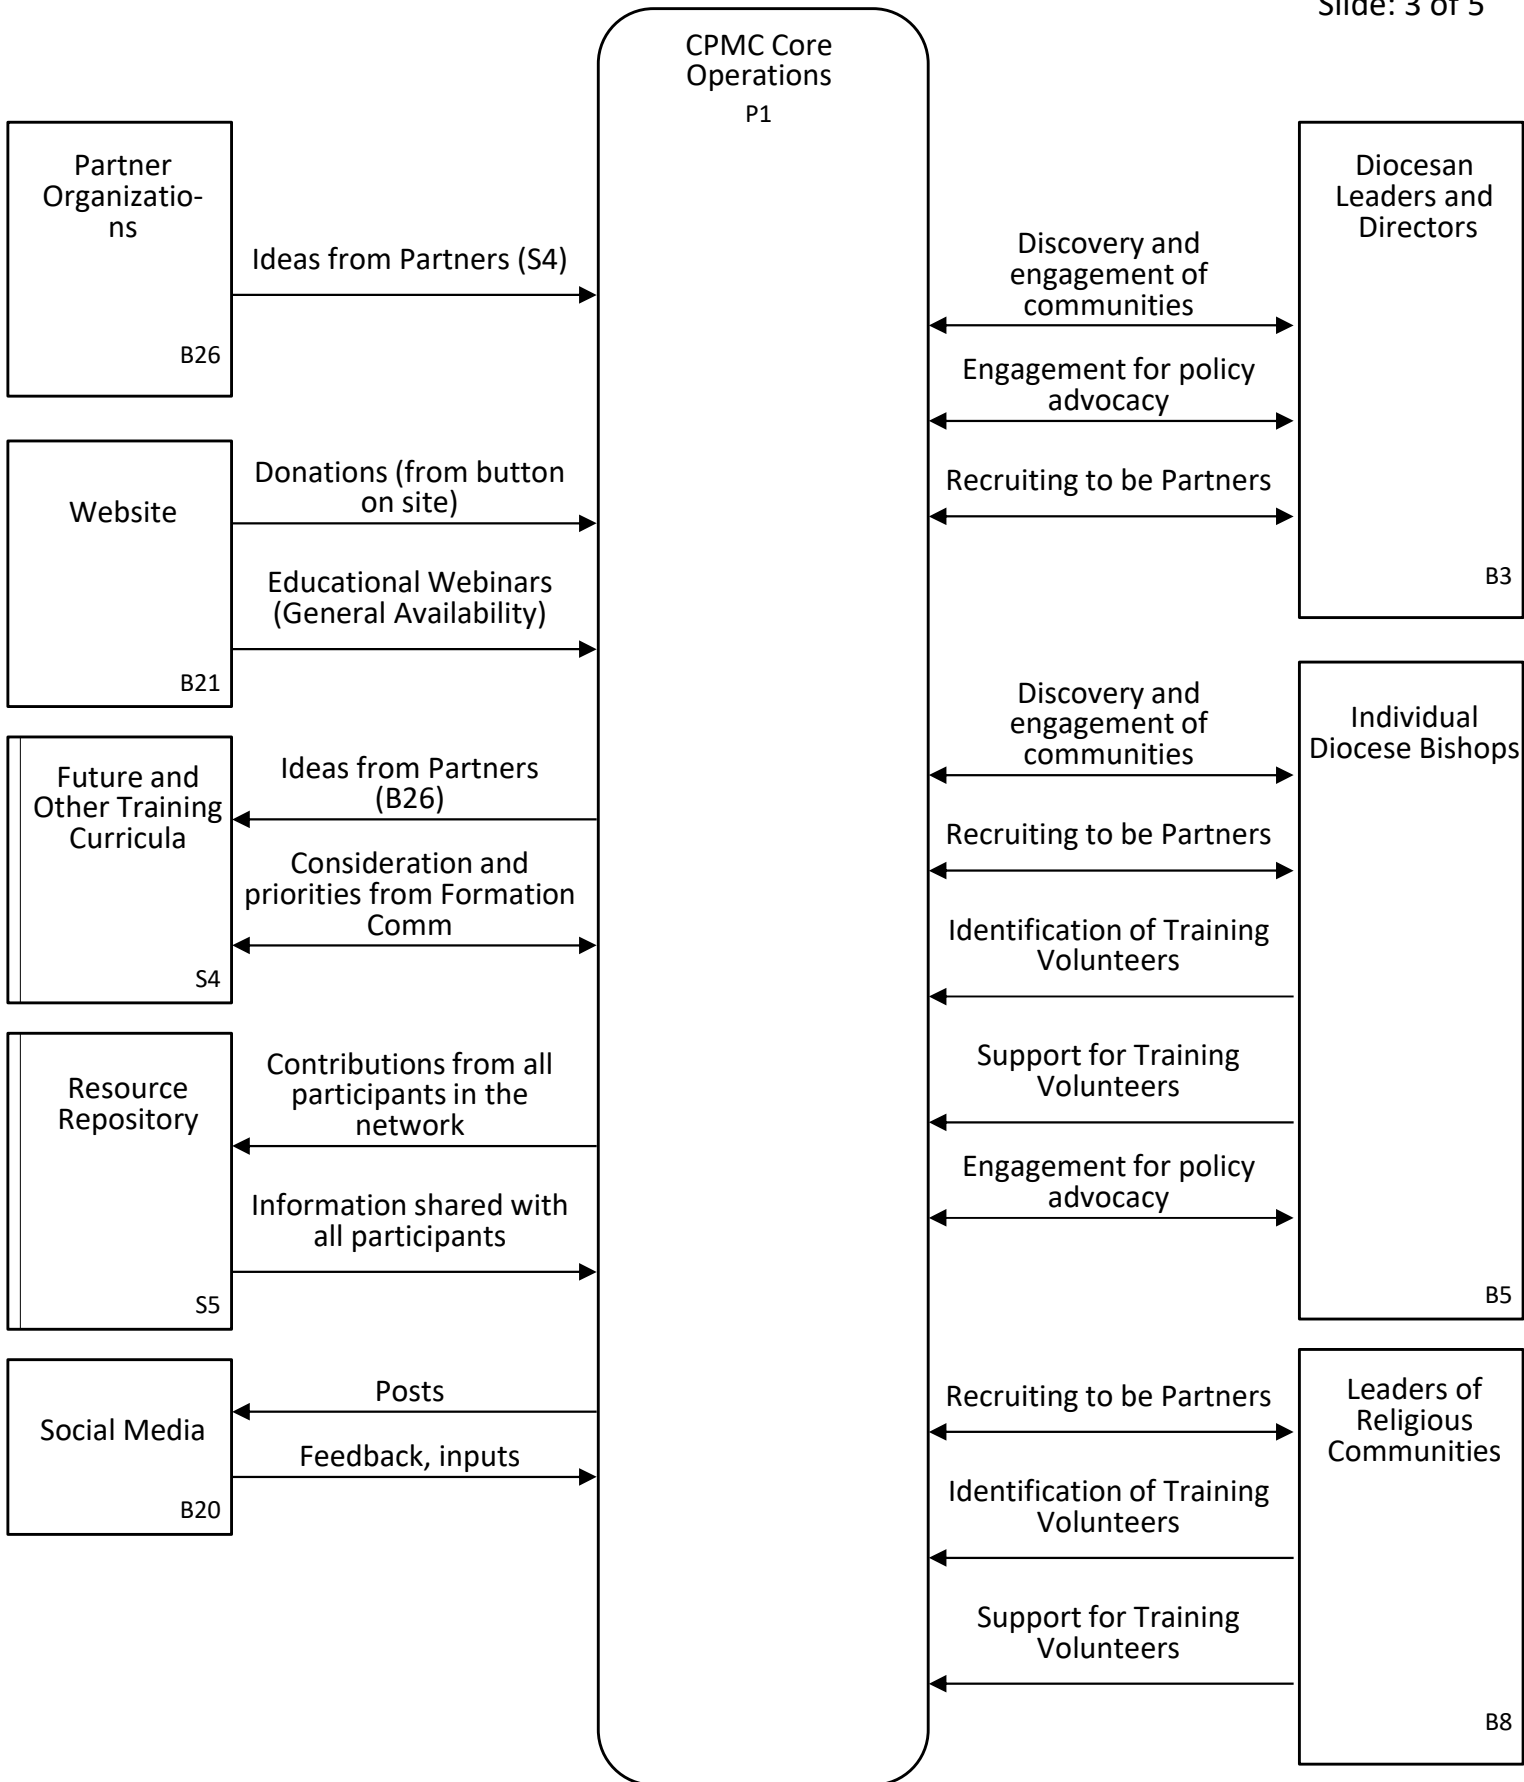 Slide: 3 of 5
CPMC Core
Operations
P1
Partner
Organizatio-
ns
B26
Ideas from Partners (S4)
Website
B21
Donations (from button
on site)
Educational Webinars
(General Availability)
Future and
Other Training
Curricula
S4
Ideas from Partners
(B26)
Consideration and
priorities from Formation
Comm
Resource
Repository
S5
Contributions from all
participants in the
network
Information shared with
all participants
Social Media
B20
Posts
Feedback, inputs
Diocesan
Leaders and
Directors
B3
Discovery and
engagement of
communities
Engagement for policy
advocacy
Recruiting to be Partners
Individual
Diocese Bishops
B5
Discovery and
engagement of
communities
Recruiting to be Partners
Identification of Training
Volunteers
Support for Training
Volunteers
Engagement for policy
advocacy
Leaders of
Religious
Communities
B8
Recruiting to be Partners
Identification of Training
Volunteers
Support for Training
Volunteers